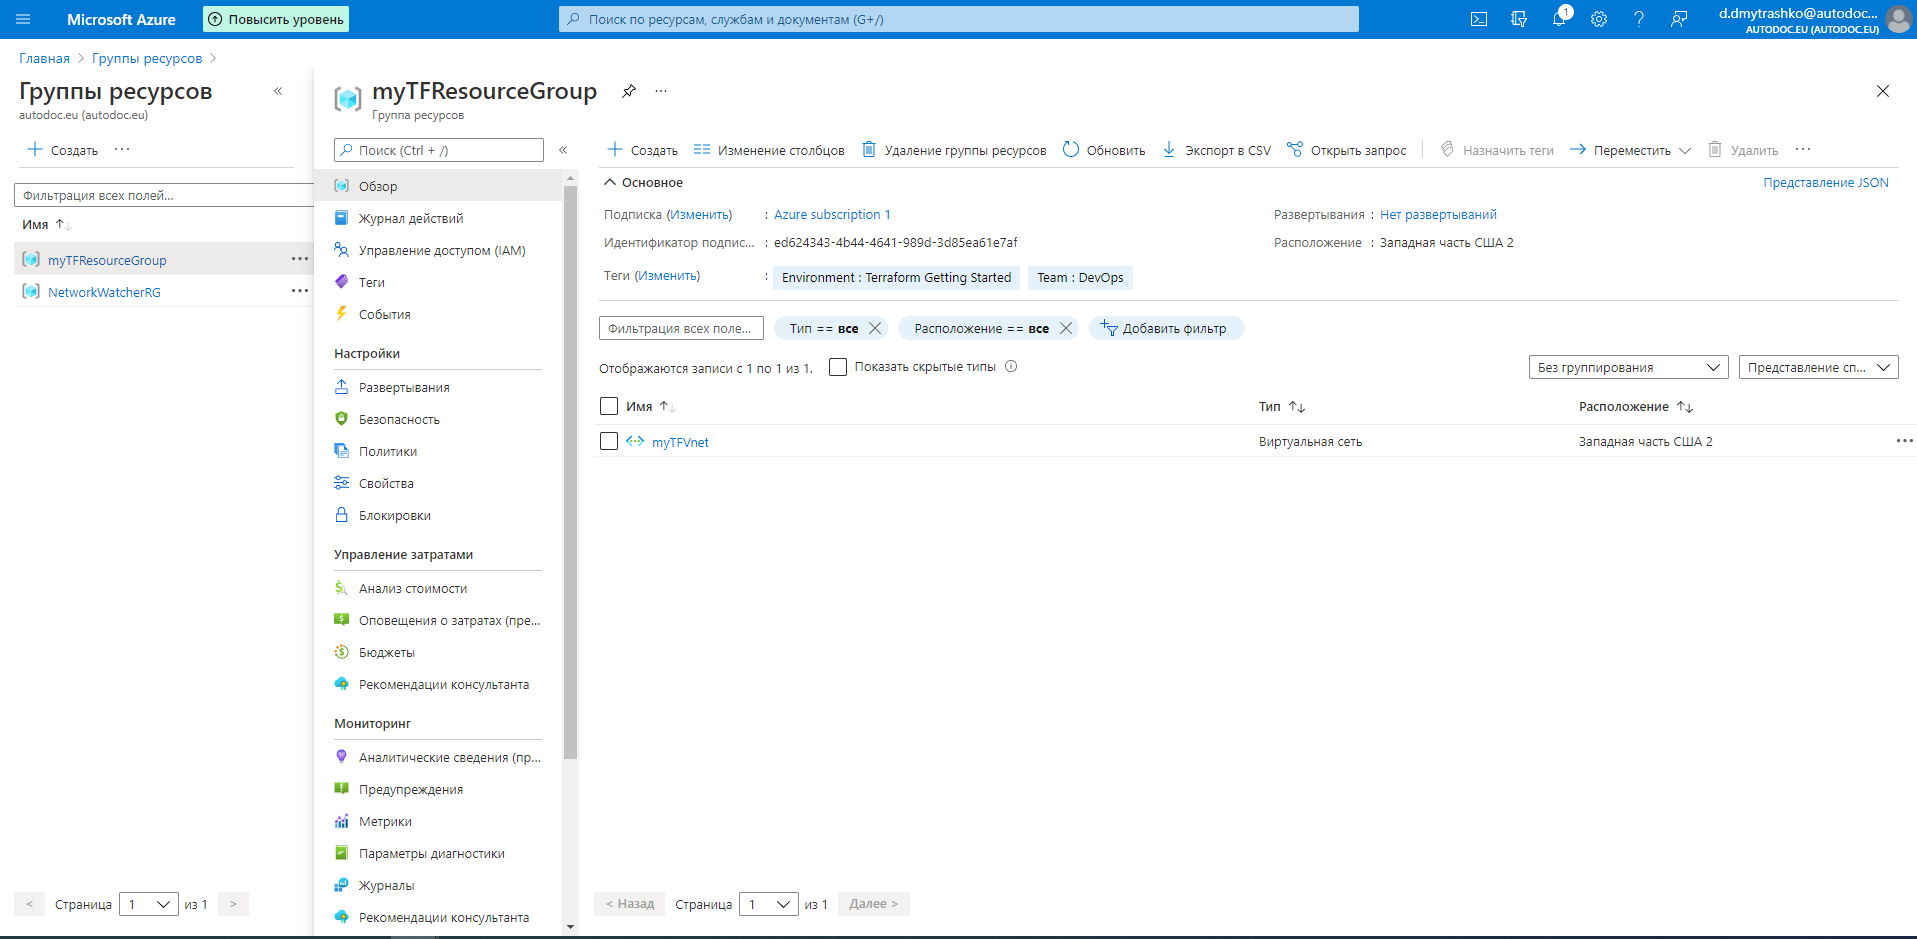 Microsoft Azure
Повысить уровень
Поиск по ресурсам, службам и документам (G+/)
1
d.dmytrashko@autodoc...
AUTODOC.EU (AUTODOC.EU)
Главная > Группы ресурсов >
Группы ресурсов «
autodoc.eu (autodoc.eu)
+ Создать ...
Фильтрация всех полей...
Имя ↑↓
myTFResourceGroup ...
NetworkWatcherRG ...
< Страница 1 из 1 >
myTFResourceGroup ...
Группа ресурсов
Поиск (Ctrl + /) «
Обзор
Журнал действий
Управление доступом (IAM)
Теги
События
Настройки
Развертывания
Безопасность
Политики
Свойства
Блокировки
Управление затратами
Анализ стоимости
Оповещения о затратах (пре...
Бюджеты
Рекомендации консультанта
Мониторинг
Аналитические сведения (пр...
Предупреждения
Метрики
Параметры диагностики
Журналы
Рекомендации консультанта
+ Создать Изменение столбцов Удаление группы ресурсов Обновить Экспорт в CSV Открыть запрос Назначить теги Переместить Удалить ...
Основное Представление JSON
Подписка (Изменить) : Azure subscription 1 Развертывания : Нет развертываний
Идентификатор подпис... : ed624343-4b44-4641-989d-3d85ea61e7af Расположение : Западная часть США 2
Теги (Изменить) : Environment : Terraform Getting Started Team : DevOps
Фильтрация всех поле... Тип == все Расположение == все Добавить фильтр
Отображаются записи с 1 по 1 из 1. Показать скрытые типы Без группирования Представление сп...
Имя ↑↓ Тип ↑↓ Расположение ↑↓
myTFVnet Виртуальная сеть Западная часть США 2 ...
< Назад Страница 1 из 1 Далее >